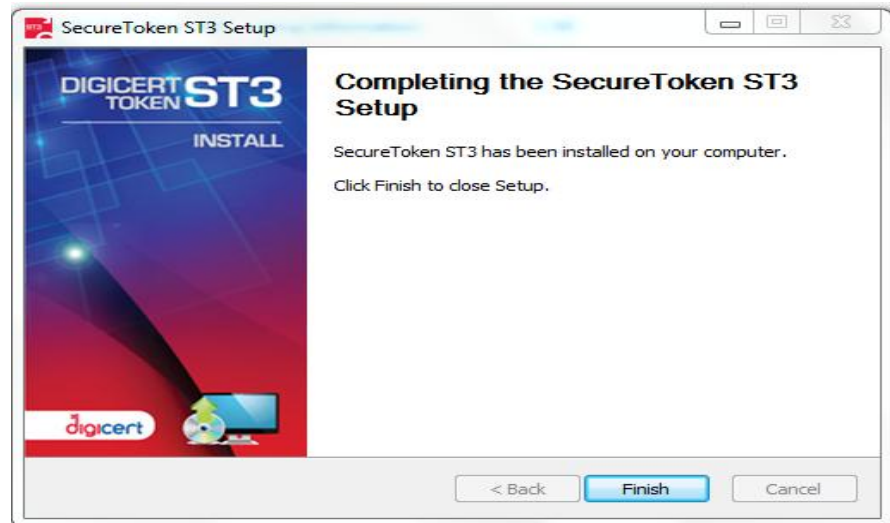 ST3
SecureToken ST3 Setup
DIGICERT
TOKEN ST3
INSTALL
Completing the SecureToken ST3
Setup
SecureToken ST3 has been installed on your computer.
Click Finish to close Setup.
digicert
< Back
Finish
Cancel